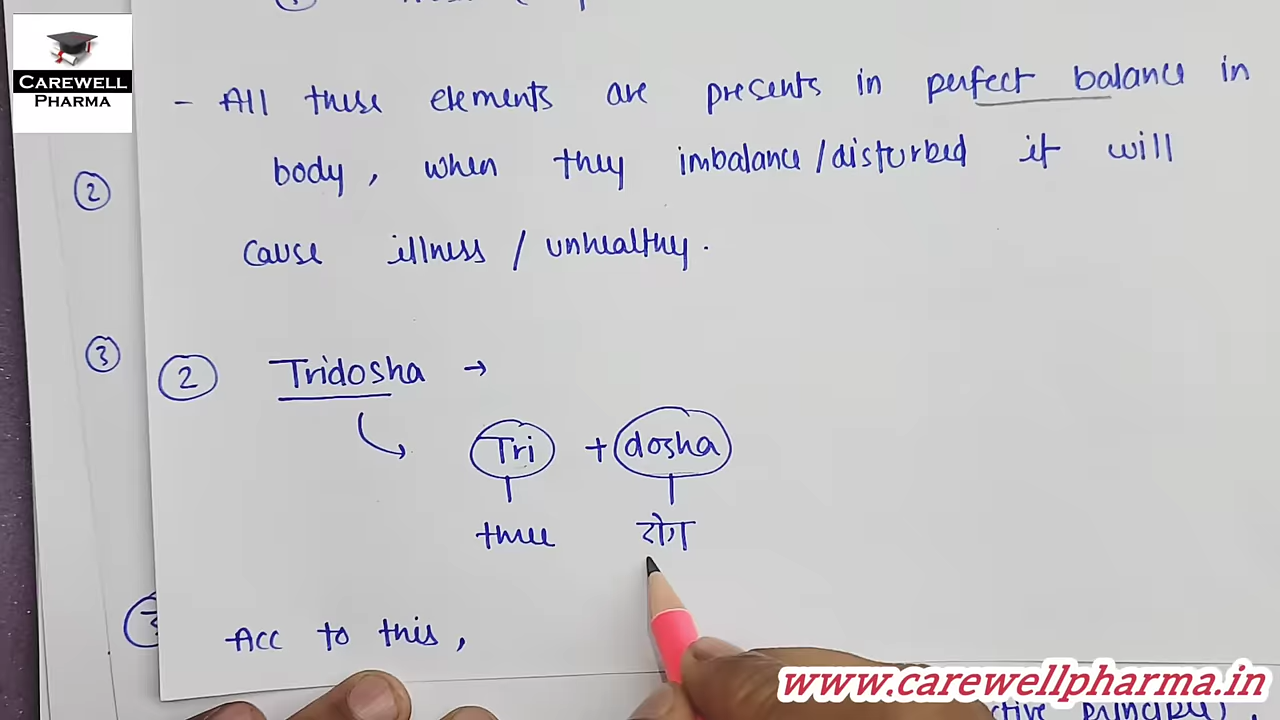 CAREWELL
PHARMA
- All these elements are presents in perfect balance in
body, when they imbalance/disturbed it will
cause illness / unhealthy.
②
③
② Tridosha →
Tri + dosha
three रोग
Acc to this,
www.carewellpharma.in